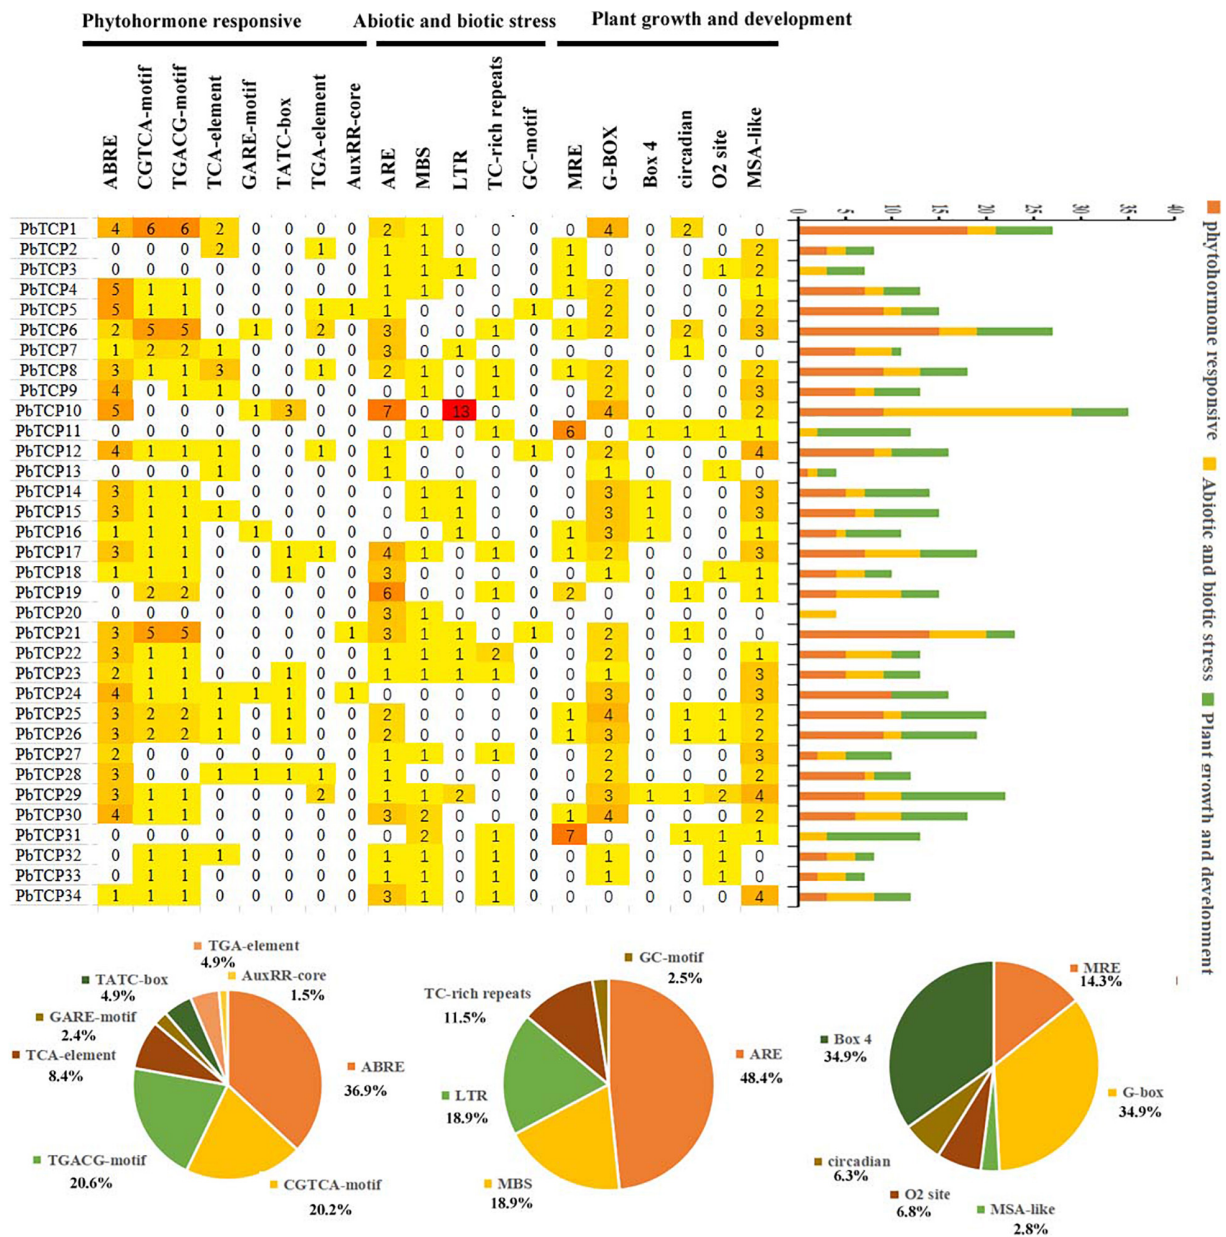 Phytohormone responsive Abiotic and biotic stress Plant growth and development
ABRE CGTCA-motif TGACG-motif TCA-element GARE-motif TATC-box TGA-element AuxRR-core ARE MBS LTR TC-rich repeats GC-motif MRE G-BOX Box 4 circadian O2 site MSA-like
0 5 10 15 20 25 30 35 40
PbTCP1 4 6 6 2 0 0 0 0 2 1 0 0 0 0 4 0 2 0 0
PbTCP2 0 0 0 2 0 0 1 0 1 1 0 0 0 1 0 0 0 0 2
PbTCP3 0 0 0 0 0 0 0 0 1 1 1 0 0 1 0 0 0 1 2
PbTCP4 5 1 1 0 0 0 0 0 1 1 0 0 0 1 2 0 0 0 1
PbTCP5 5 1 1 0 0 0 1 1 1 0 0 0 1 0 2 0 0 0 2
PbTCP6 2 5 5 0 1 0 2 0 3 0 0 1 0 1 2 0 2 0 3
PbTCP7 1 2 2 1 0 0 0 0 3 0 1 0 0 0 0 0 1 0 0
PbTCP8 3 1 1 3 0 0 1 0 2 1 0 1 0 1 2 0 0 0 2
PbTCP9 4 0 1 1 0 0 0 0 0 1 0 1 0 0 2 0 0 0 3
PbTCP10 5 0 0 0 1 3 0 0 7 0 13 0 0 0 4 0 0 0 2
PbTCP11 0 0 0 0 0 0 0 0 0 1 0 1 0 6 0 1 1 1 1
PbTCP12 4 1 1 1 0 0 1 0 1 0 0 0 1 0 2 0 0 0 4
PbTCP13 0 0 0 1 0 0 0 0 1 0 0 0 0 0 1 0 0 1 0
PbTCP14 3 1 1 0 0 0 0 0 0 1 1 0 0 0 3 1 0 0 3
PbTCP15 3 1 1 1 0 0 0 0 0 1 1 0 0 0 3 1 0 0 3
PbTCP16 1 1 1 0 1 0 0 0 0 0 1 0 0 1 3 1 0 0 1
PbTCP17 3 1 1 0 0 1 1 0 4 1 0 1 0 1 2 0 0 0 3
PbTCP18 1 1 1 0 0 1 0 0 3 0 0 0 0 0 1 0 0 1 1
PbTCP19 0 2 2 0 0 0 0 0 6 0 0 1 0 2 0 0 1 0 1
PbTCP20 0 0 0 0 0 0 0 0 3 1 0 0 0 0 0 0 0 0 0
PbTCP21 3 5 5 0 0 0 0 1 3 1 1 0 1 0 2 0 1 0 0
PbTCP22 3 1 1 0 0 0 0 0 1 1 1 2 0 0 2 0 0 0 1
PbTCP23 2 1 1 0 0 1 0 0 1 1 1 1 0 0 1 0 0 0 3
PbTCP24 4 1 1 1 1 1 0 1 0 0 0 0 0 0 3 0 0 0 3
PbTCP25 3 2 2 1 0 1 0 0 2 0 0 0 0 1 4 0 1 1 2
PbTCP26 3 2 2 1 0 1 0 0 2 0 0 0 0 1 3 0 1 1 2
PbTCP27 2 0 0 0 0 0 0 0 1 1 0 1 0 0 2 0 0 0 3
PbTCP28 3 0 0 1 1 1 1 0 1 0 0 0 0 0 2 0 0 0 2
PbTCP29 3 1 1 0 0 0 2 0 1 1 2 0 0 0 3 1 1 2 4
PbTCP30 4 1 1 0 0 0 0 0 3 2 0 0 0 1 4 0 0 0 2
PbTCP31 0 0 0 0 0 0 0 0 0 2 0 1 0 7 0 0 1 1 1
PbTCP32 0 1 1 1 0 0 0 0 1 1 0 1 0 0 1 0 0 1 0
PbTCP33 0 1 1 0 0 0 0 0 1 1 0 1 0 0 1 0 0 1 0
PbTCP34 1 1 1 0 0 0 0 0 3 1 0 1 0 0 0 0 0 0 4
phytohormone responsive Abiotic and biotic stress Plant growth and development
TGA-element
4.9%
AuxRR-core
1.5%
TATC-box
4.9%
GARE-motif
2.4%
TCA-element
8.4%
ABRE
36.9%
TGACG-motif
20.6%
CGTCA-motif
20.2%
GC-motif
2.5%
TC-rich repeats
11.5%
ARE
48.4%
LTR
18.9%
MBS
18.9%
MRE
14.3%
Box 4
34.9%
G-box
34.9%
circadian
6.3%
O2 site
6.8%
MSA-like
2.8%